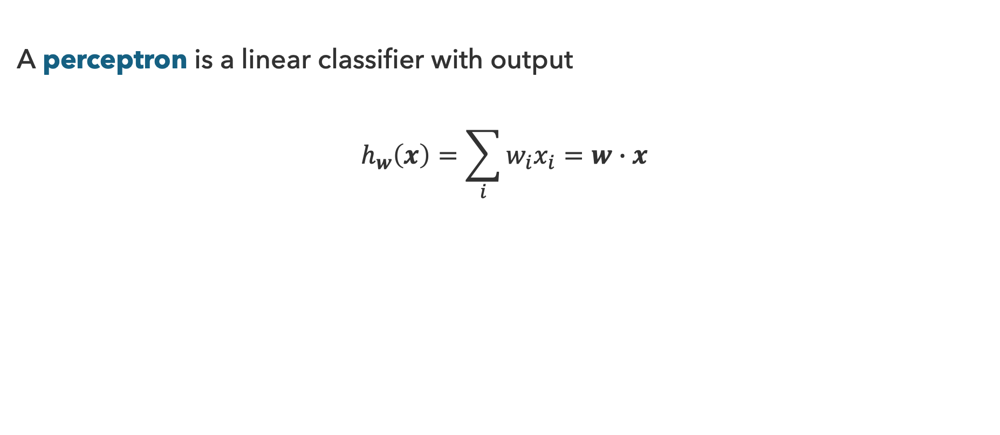 A perceptron is a linear classifier with output
h_w(x) = ∑_i w_i x_i = w · x